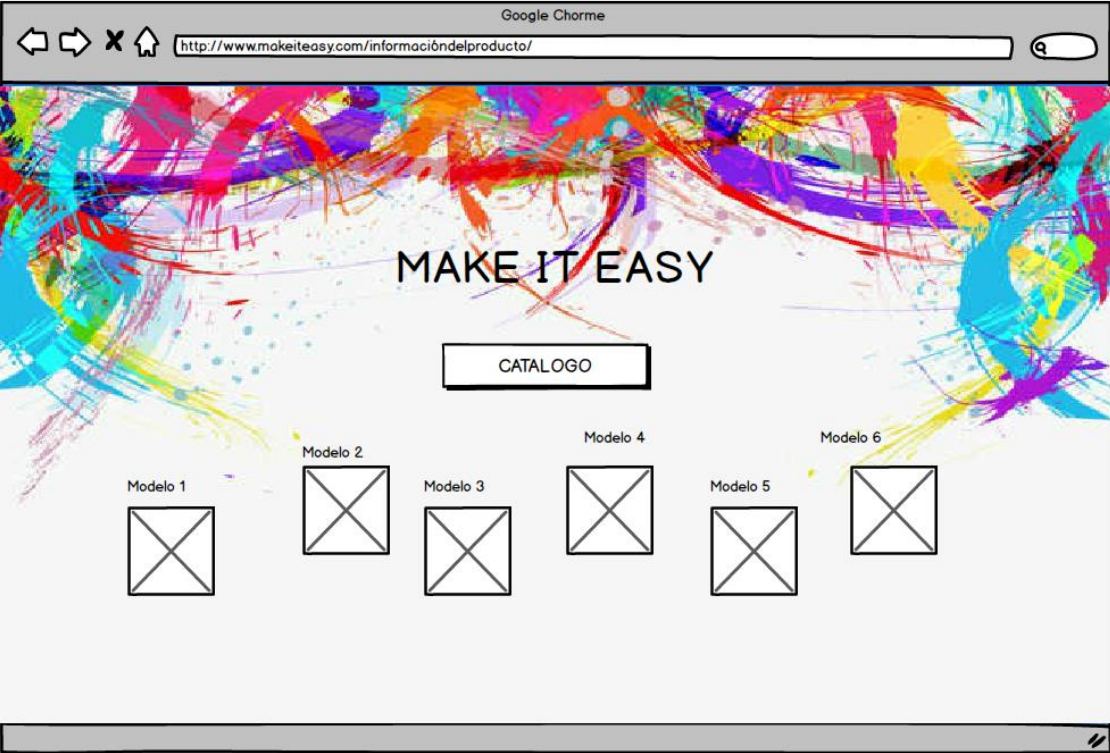 Google Chorme
http://www.makeiteasy.com/informacióndelproducto/
MAKE IT EASY
CATALOGO
Modelo 1
Modelo 2
Modelo 3
Modelo 4
Modelo 5
Modelo 6